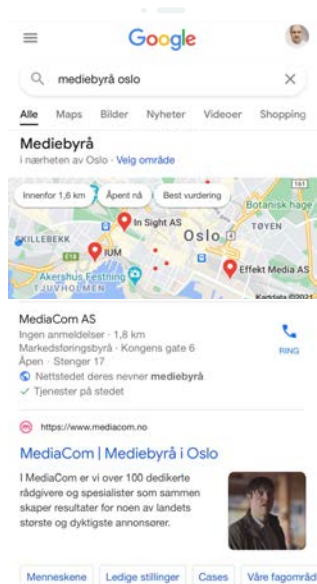 Google
mediebyrå oslo
Alle Maps Bilder Nyheter Videoer Shopping
Mediebyrå
i nærheten av Oslo · Velg område
Innenfor 1,6 km Åpent nå Best vurdering
161
Botanisk hage
In Sight AS
Oslo
TØYEN
SKILLEBEKK
IUM
Effekt Media AS
Akershus Festning
TJUVHOLMEN
Kartdata ©2021
MediaCom AS
Ingen anmeldelser · 1,8 km
Markedsføringsbyrå · Kongens gate 6
Åpen · Stenger 17
Nettstedet deres nevner mediebyrå
✓ Tjenester på stedet
RING
https://www.mediacom.no
MediaCom | Mediebyrå i Oslo
I MediaCom er vi over 100 dedikerte
rådgivere og spesialister som sammen
skaper resultater for noen av landets
største og dyktigste annonsører.
Menneskene Ledige stillinger Cases Våre fagområd